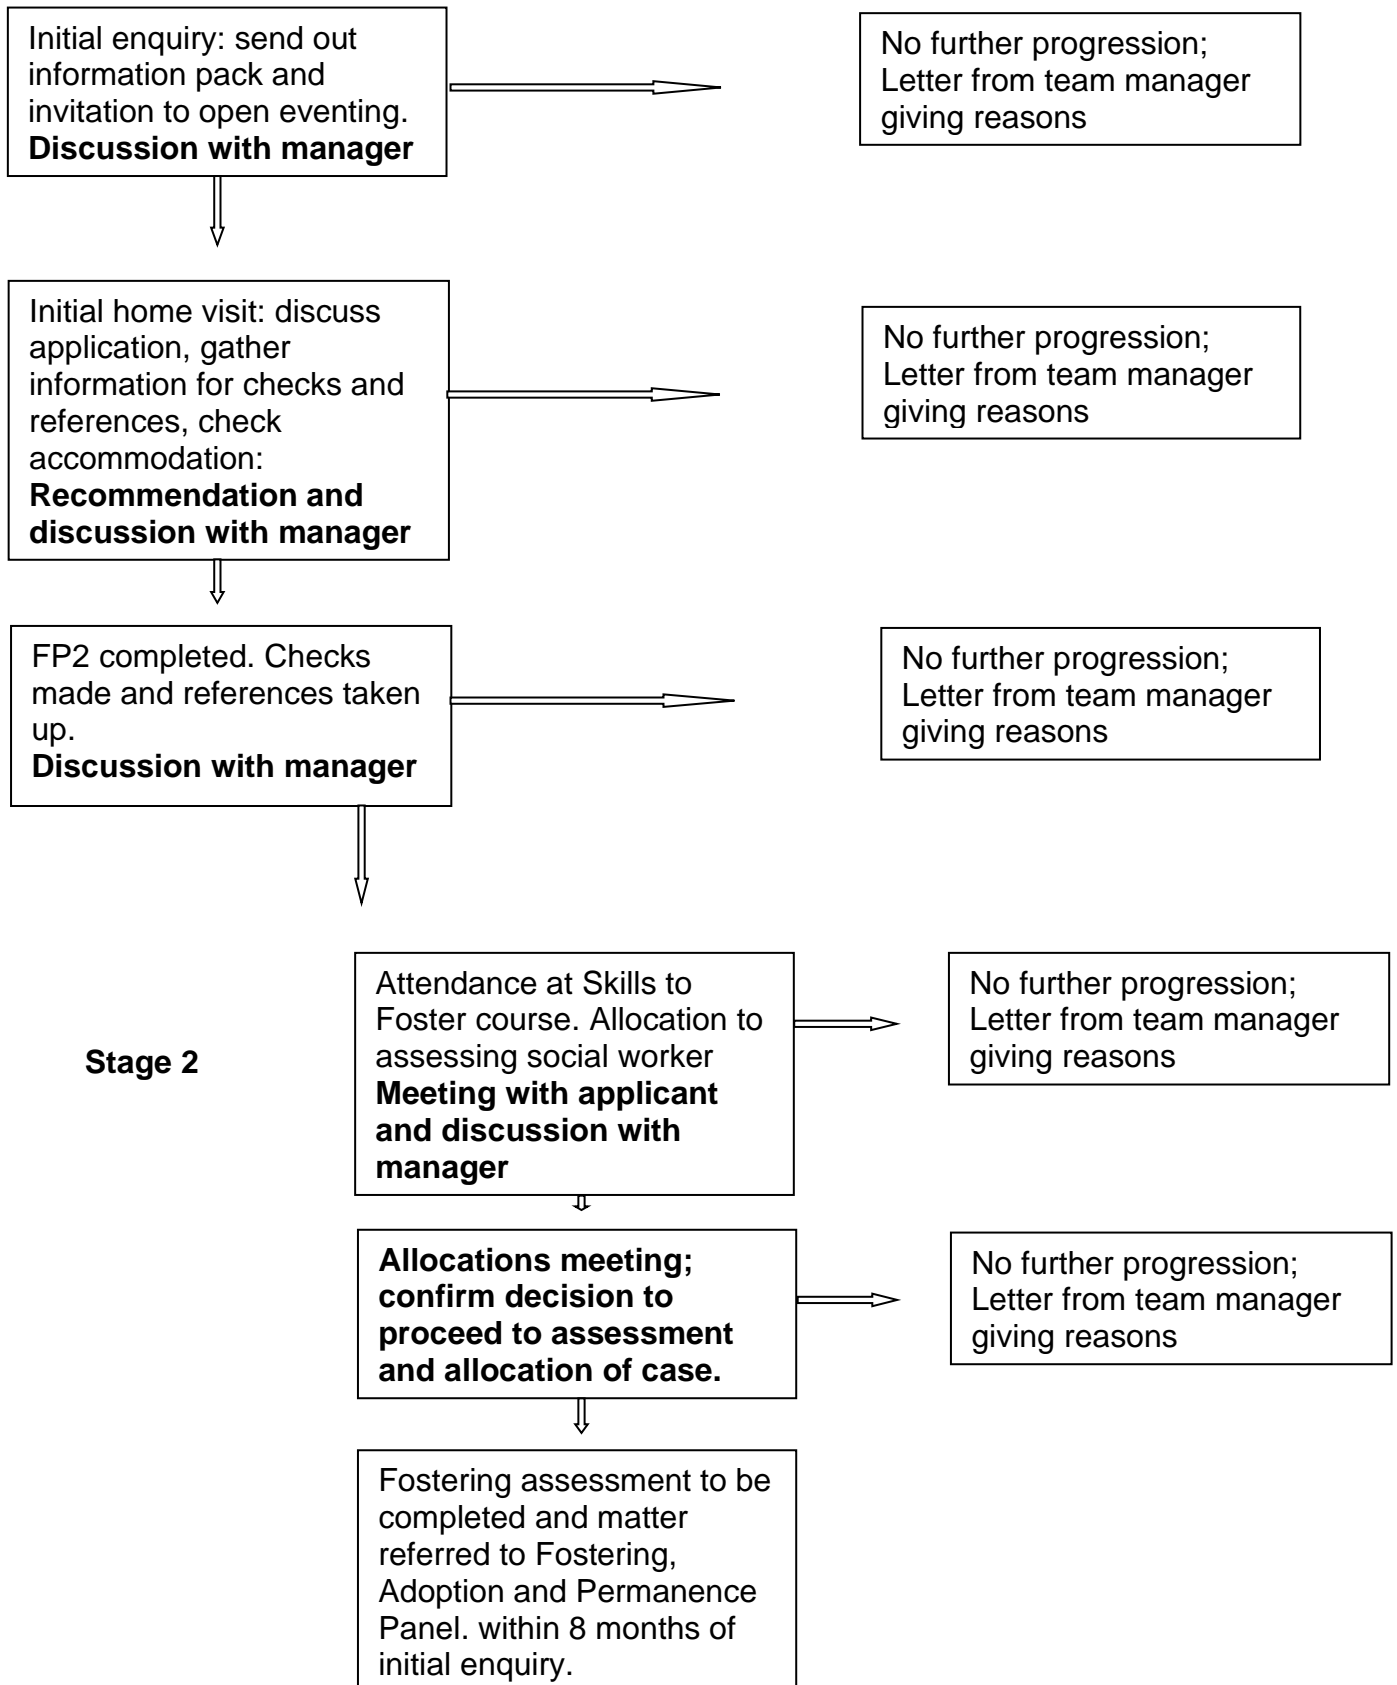 Initial enquiry: send out
information pack and
invitation to open eventing.
Discussion with manager
No further progression;
Letter from team manager
giving reasons
Initial home visit: discuss
application, gather
information for checks and
references, check
accommodation:
Recommendation and
discussion with manager
No further progression;
Letter from team manager
giving reasons
FP2 completed. Checks
made and references taken
up.
Discussion with manager
No further progression;
Letter from team manager
giving reasons
Stage 2
Attendance at Skills to
Foster course. Allocation to
assessing social worker
Meeting with applicant
and discussion with
manager
No further progression;
Letter from team manager
giving reasons
Allocations meeting;
confirm decision to
proceed to assessment
and allocation of case.
No further progression;
Letter from team manager
giving reasons
Fostering assessment to be
completed and matter
referred to Fostering,
Adoption and Permanence
Panel. within 8 months of
initial enquiry.